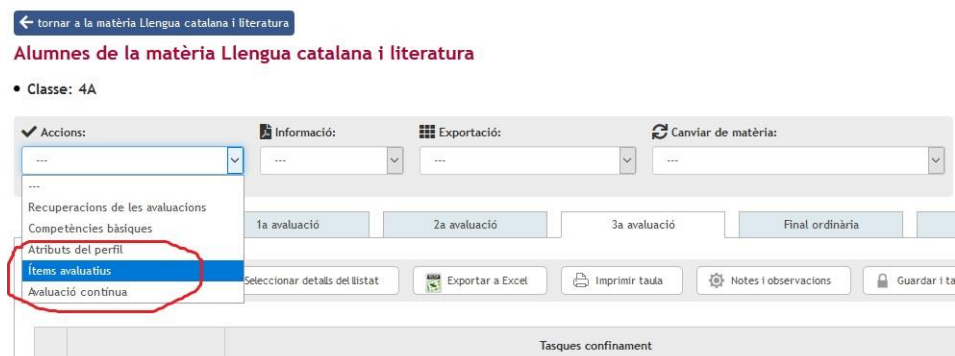 tornar a la matèria Llengua catalana i literatura
Alumnes de la matèria Llengua catalana i literatura
Classe: 4A
Accions: Informació: Exportació: Canviar de matèria:
--- --- --- ---
---
Recuperacions de les avaluacions
Competències bàsiques
Atributs del perfil
Ítems avaluatius
Avaluació contínua
1a avaluació 2a avaluació 3a avaluació Final ordinària
Seleccionar detalls del llistat Exportar a Excel Imprimir taula Notes i observacions Guardar i ta
Tasques confinament